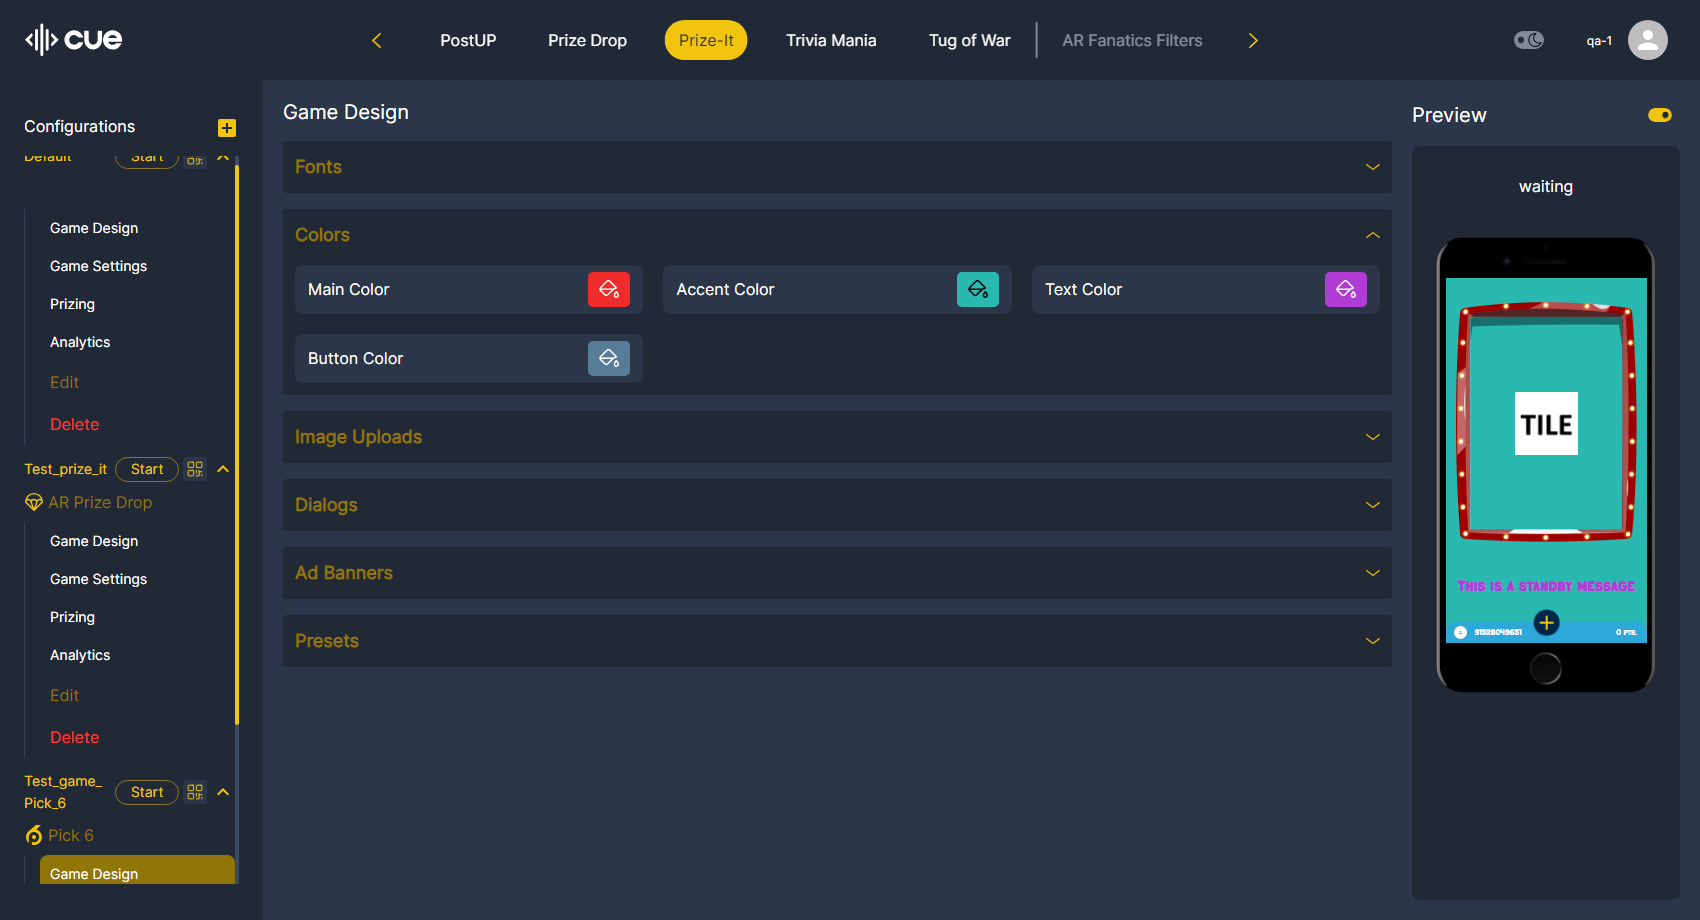 cue
PostUP
Prize Drop
Prize-It
Trivia Mania
Tug of War
AR Fanatics Filters
qa-1
Configurations
Default
Start
Game Design
Game Settings
Prizing
Analytics
Edit
Delete
Test_prize_it
Start
AR Prize Drop
Game Design
Game Settings
Prizing
Analytics
Edit
Delete
Test_game_
Pick_6
Start
Pick 6
Game Design
Game Design
Fonts
Colors
Main Color
Accent Color
Text Color
Button Color
Image Uploads
Dialogs
Ad Banners
Presets
Preview
waiting
TILE
This is a standby message
91528049651
0 PTS.